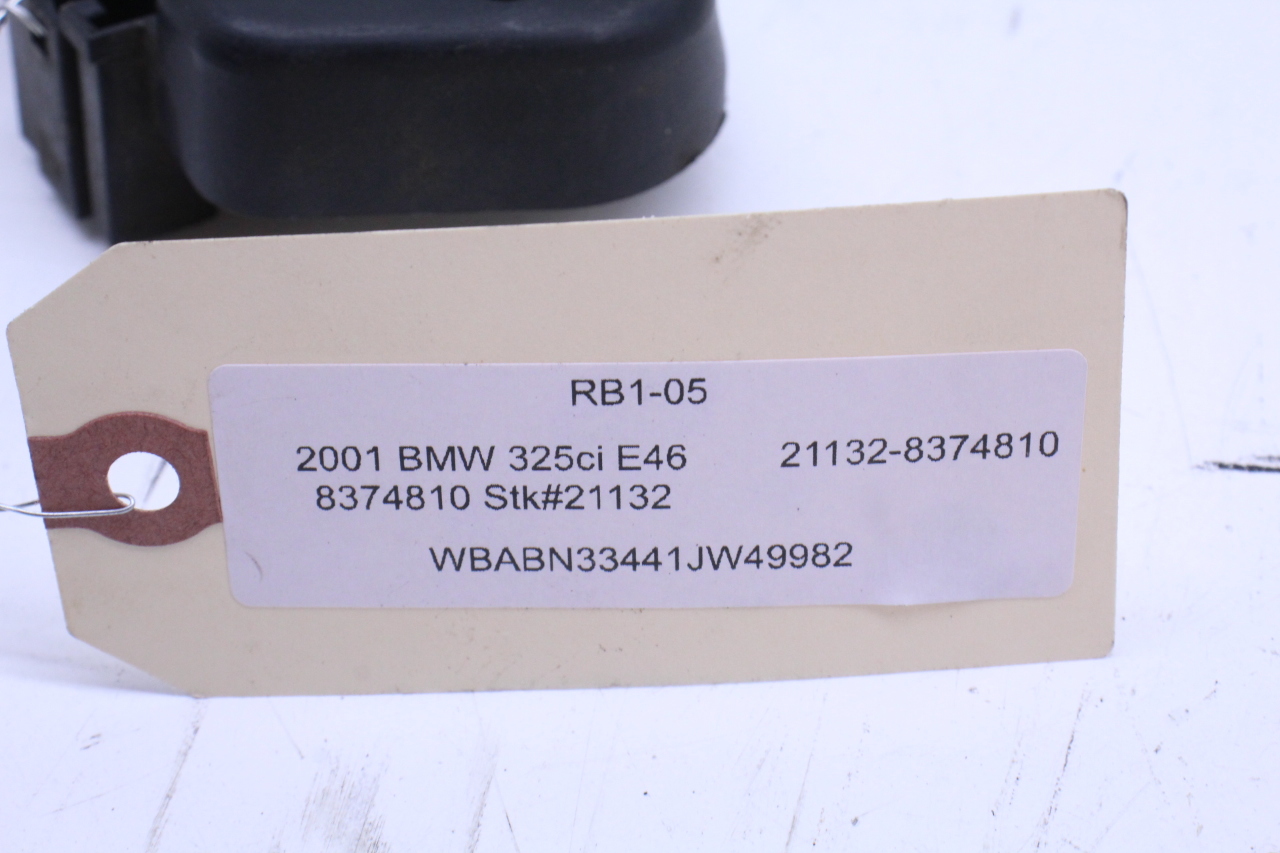 RB1-05
2001 BMW 325ci E46 21132-8374810
8374810 Stk#21132
WBABN33441JW49982